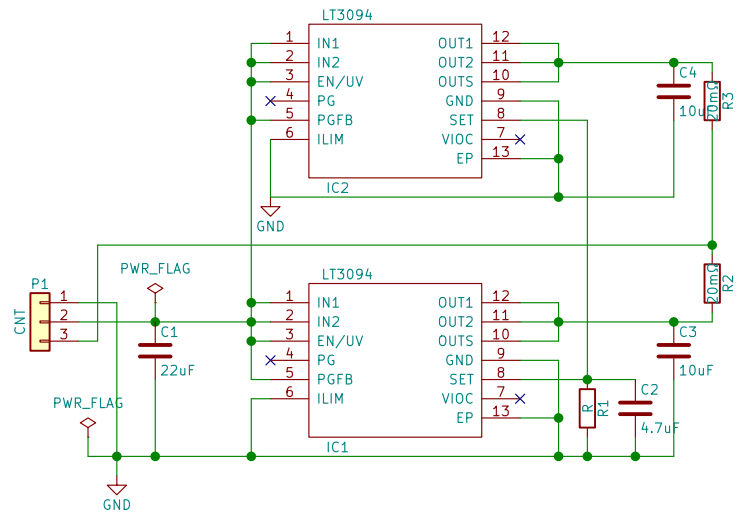 LT3094
1 IN1 OUT1 12
2 IN2 OUT2 11
3 EN/UV OUTS 10
4 PG GND 9
5 PGFB SET 8
6 ILIM VIOC 7
EP 13
IC2
GND
C4
10uF
20mΩ
R3
PWR_FLAG
P1
CNT
1
2
3
C1
22uF
LT3094
1 IN1 OUT1 12
2 IN2 OUT2 11
3 EN/UV OUTS 10
4 PG GND 9
5 PGFB SET 8
6 ILIM VIOC 7
EP 13
IC1
20mΩ
R2
C3
10uF
R
R1
C2
4.7uF
PWR_FLAG
GND